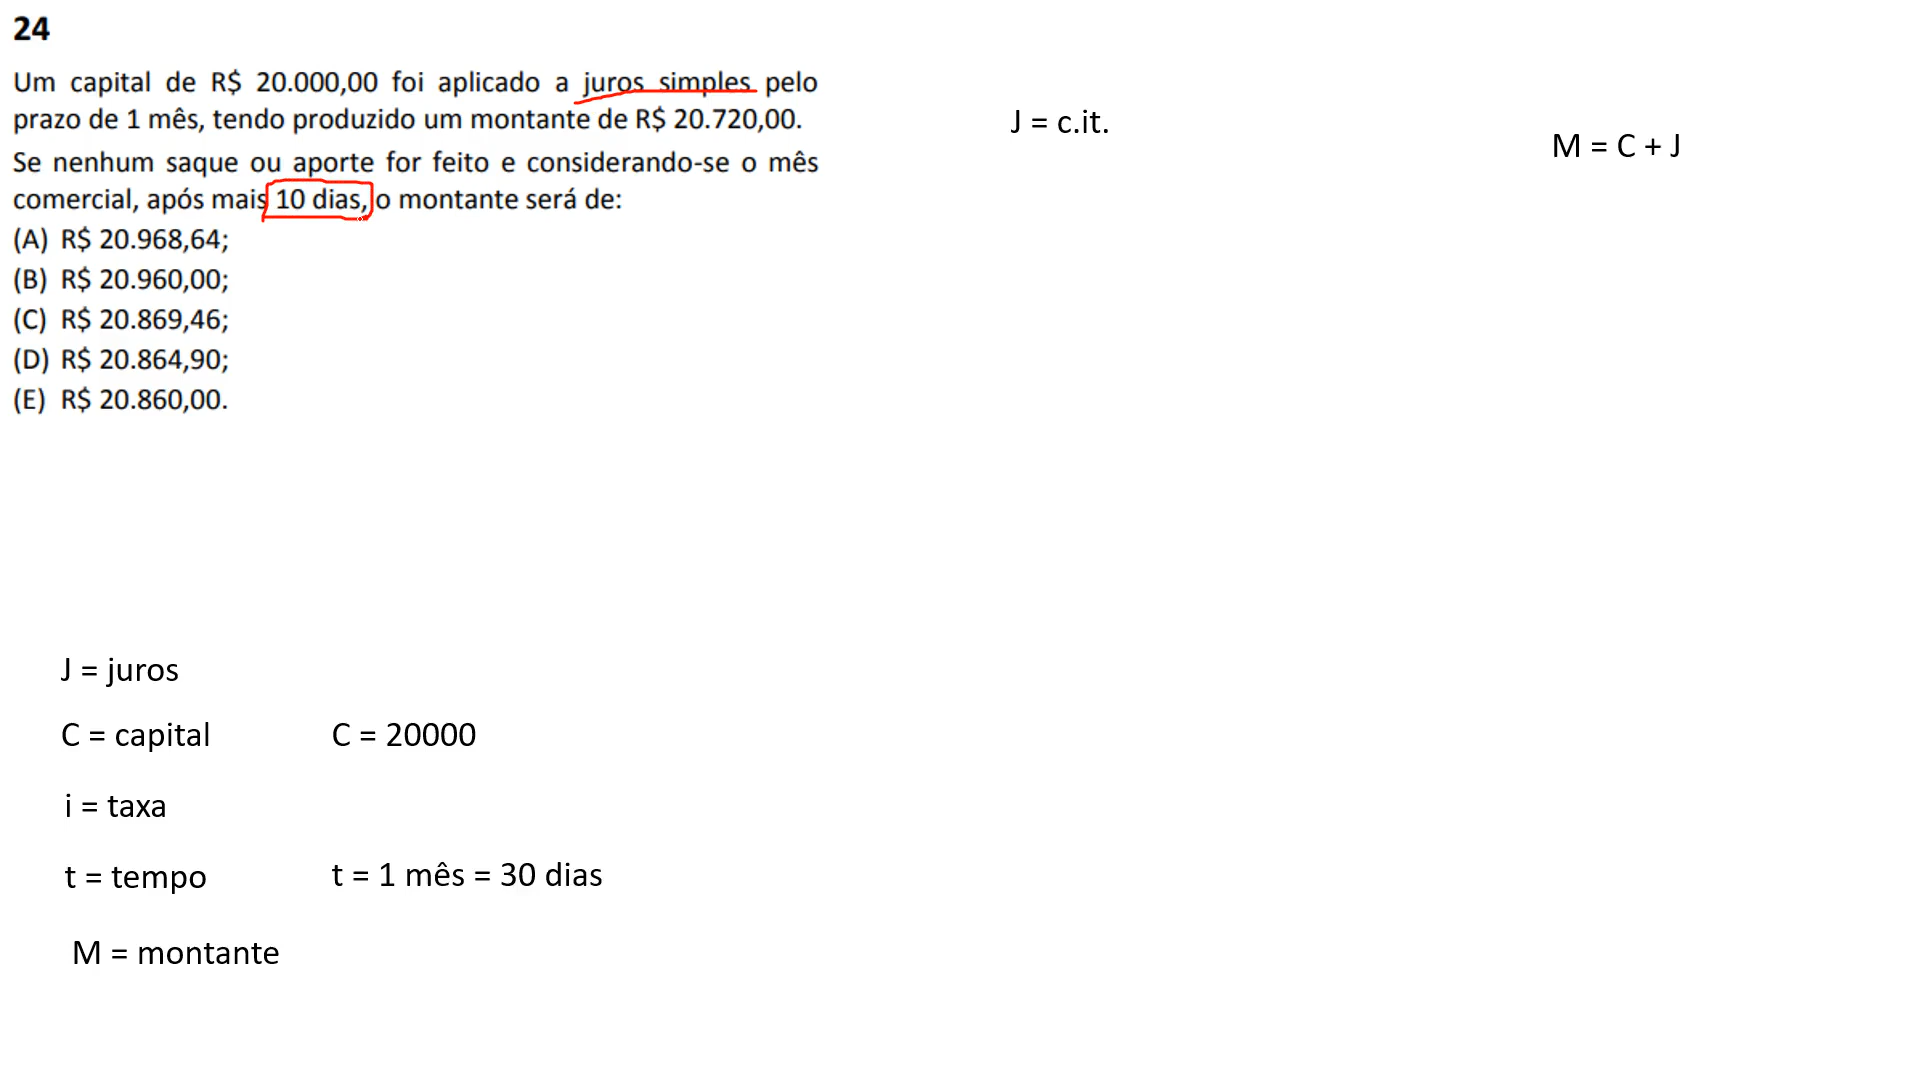 24
Um capital de R$ 20.000,00 foi aplicado a juros simples pelo
prazo de 1 mês, tendo produzido um montante de R$ 20.720,00.
Se nenhum saque ou aporte for feito e considerando-se o mês
comercial, após mais 10 dias, o montante será de:
(A) R$ 20.968,64;
(B) R$ 20.960,00;
(C) R$ 20.869,46;
(D) R$ 20.864,90;
(E) R$ 20.860,00.
J = c.it.
M = C + J
J = juros
C = capital
C = 20000
i = taxa
t = tempo
t = 1 mês = 30 dias
M = montante